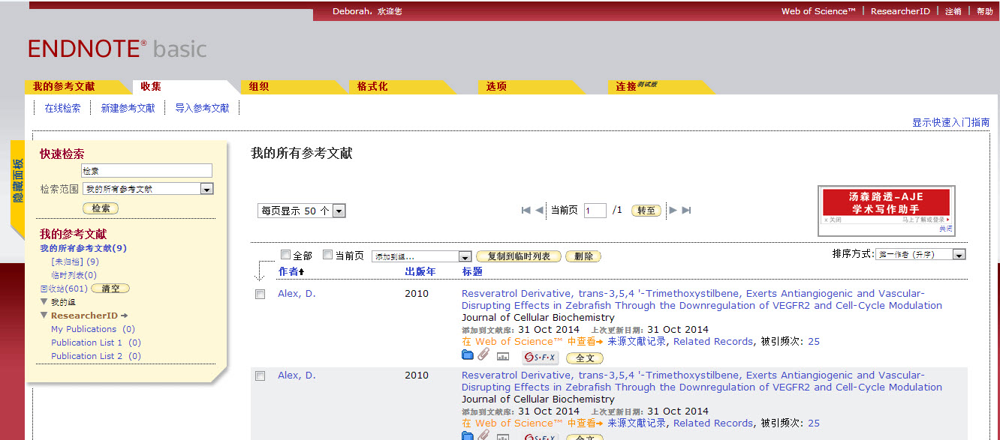 Deborah，欢迎您
Web of Science™ | ResearcherID | 注销 | 帮助
ENDNOTE® basic
我的参考文献 收集 组织 格式化 选项 连接测试版
在线检索 新建参考文献 导入参考文献
显示快速入门指南
隐藏面板
快速检索
检索
检索范围 我的所有参考文献
检索
我的参考文献
我的所有参考文献(9)
[未归档] (9)
临时列表(0)
回收站(601) 清空
▼ 我的组
▼ ResearcherID
My Publications (0)
Publication List 1 (0)
Publication List 2 (0)
我的所有参考文献
每页显示 50 个
当前页 1 /1 转至
汤森路透-AJE
学术写作助手
×关闭 马上了解或登录
关闭
全部 当前页 添加到组... 复制到临时列表 删除
排序方式: 第一作者 (升序)
作者 出版年 标题
Alex, D. 2010 Resveratrol Derivative, trans-3,5,4 '-Trimethoxystilbene, Exerts Antiangiogenic and Vascular-
Disrupting Effects in Zebrafish Through the Downregulation of VEGFR2 and Cell-Cycle Modulation
Journal of Cellular Biochemistry
添加到文献库: 31 Oct 2014 上次更新日期: 31 Oct 2014
在 Web of Science™ 中查看➔ 来源文献记录, Related Records, 被引频次: 25
S·F·X 全文
Alex, D. 2010 Resveratrol Derivative, trans-3,5,4 '-Trimethoxystilbene, Exerts Antiangiogenic and Vascular-
Disrupting Effects in Zebrafish Through the Downregulation of VEGFR2 and Cell-Cycle Modulation
Journal of Cellular Biochemistry
添加到文献库: 31 Oct 2014 上次更新日期: 31 Oct 2014
在 Web of Science™ 中查看➔ 来源文献记录, Related Records, 被引频次: 25
S·F·X 全文